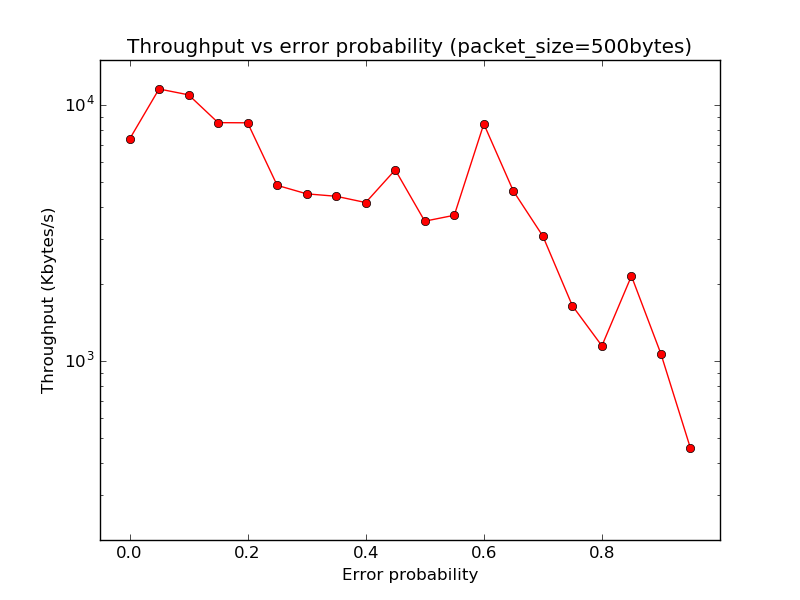 Throughput vs error probability (packet_size=500bytes)
Throughput (Kbytes/s)
10^4
10^3
0.0 0.2 0.4 0.6 0.8
Error probability